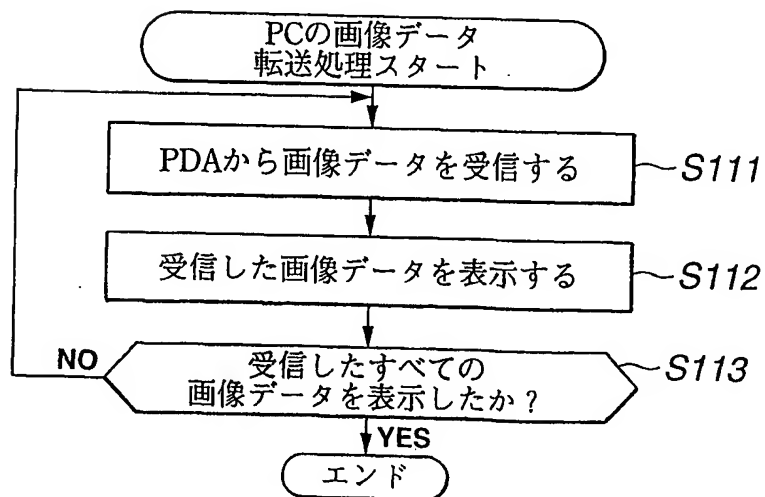 PCの画像データ
転送処理スタート
PDAから画像データを受信する
S111
受信した画像データを表示する
S112
受信したすべての
画像データを表示したか?
S113
NO
YES
エンド